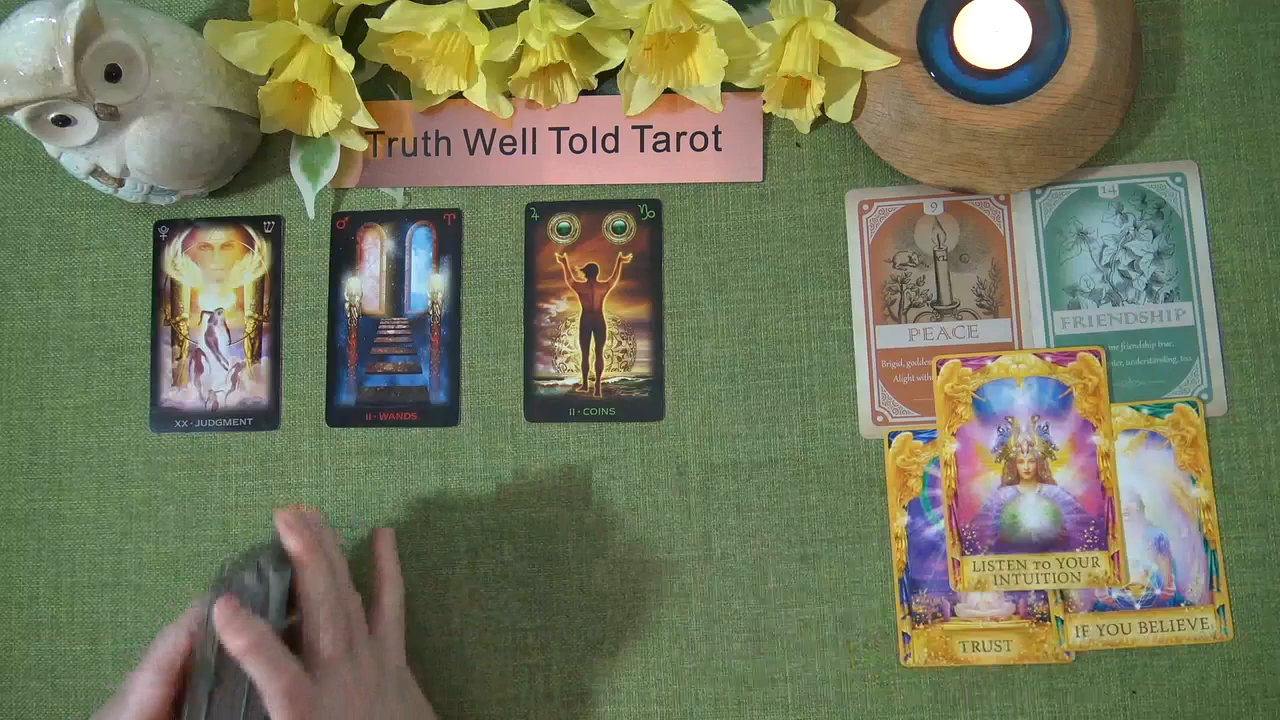 Truth Well Told Tarot
XX · JUDGMENT
II · WANDS
II · COINS
9
PEACE
Brigid, goddess
Alight with
14
FRIENDSHIP
me friendship true,
understanding, too.
LISTEN TO YOUR
INTUITION
TRUST
IF YOU BELIEVE